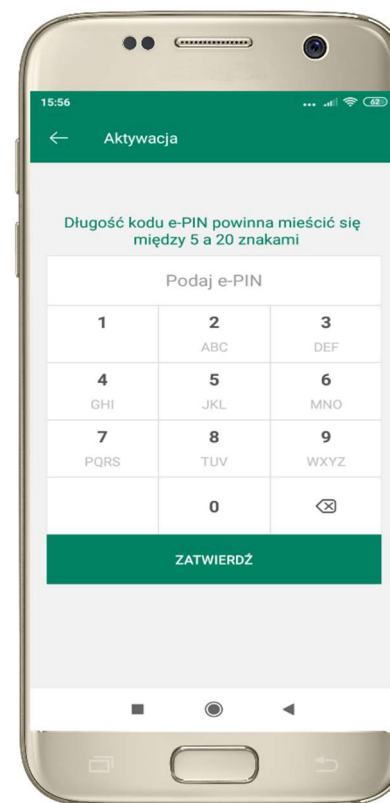 15:56 62
Aktywacja
Długość kodu e-PIN powinna mieścić się
między 5 a 20 znakami
Podaj e-PIN
1 2 3
ABC DEF
4 5 6
GHI JKL MNO
7 8 9
PQRS TUV WXYZ
0
ZATWIERDŹ